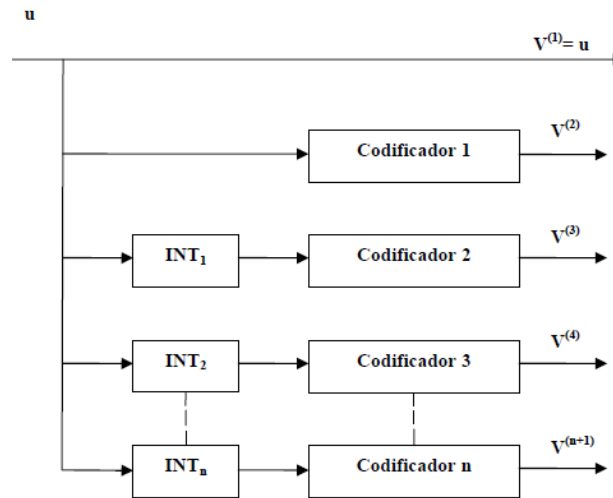 u
V⁽¹⁾= u
Codificador 1
V⁽²⁾
INT₁
Codificador 2
V⁽³⁾
INT₂
Codificador 3
V⁽⁴⁾
INTₙ
Codificador n
V⁽ⁿ⁺¹⁾